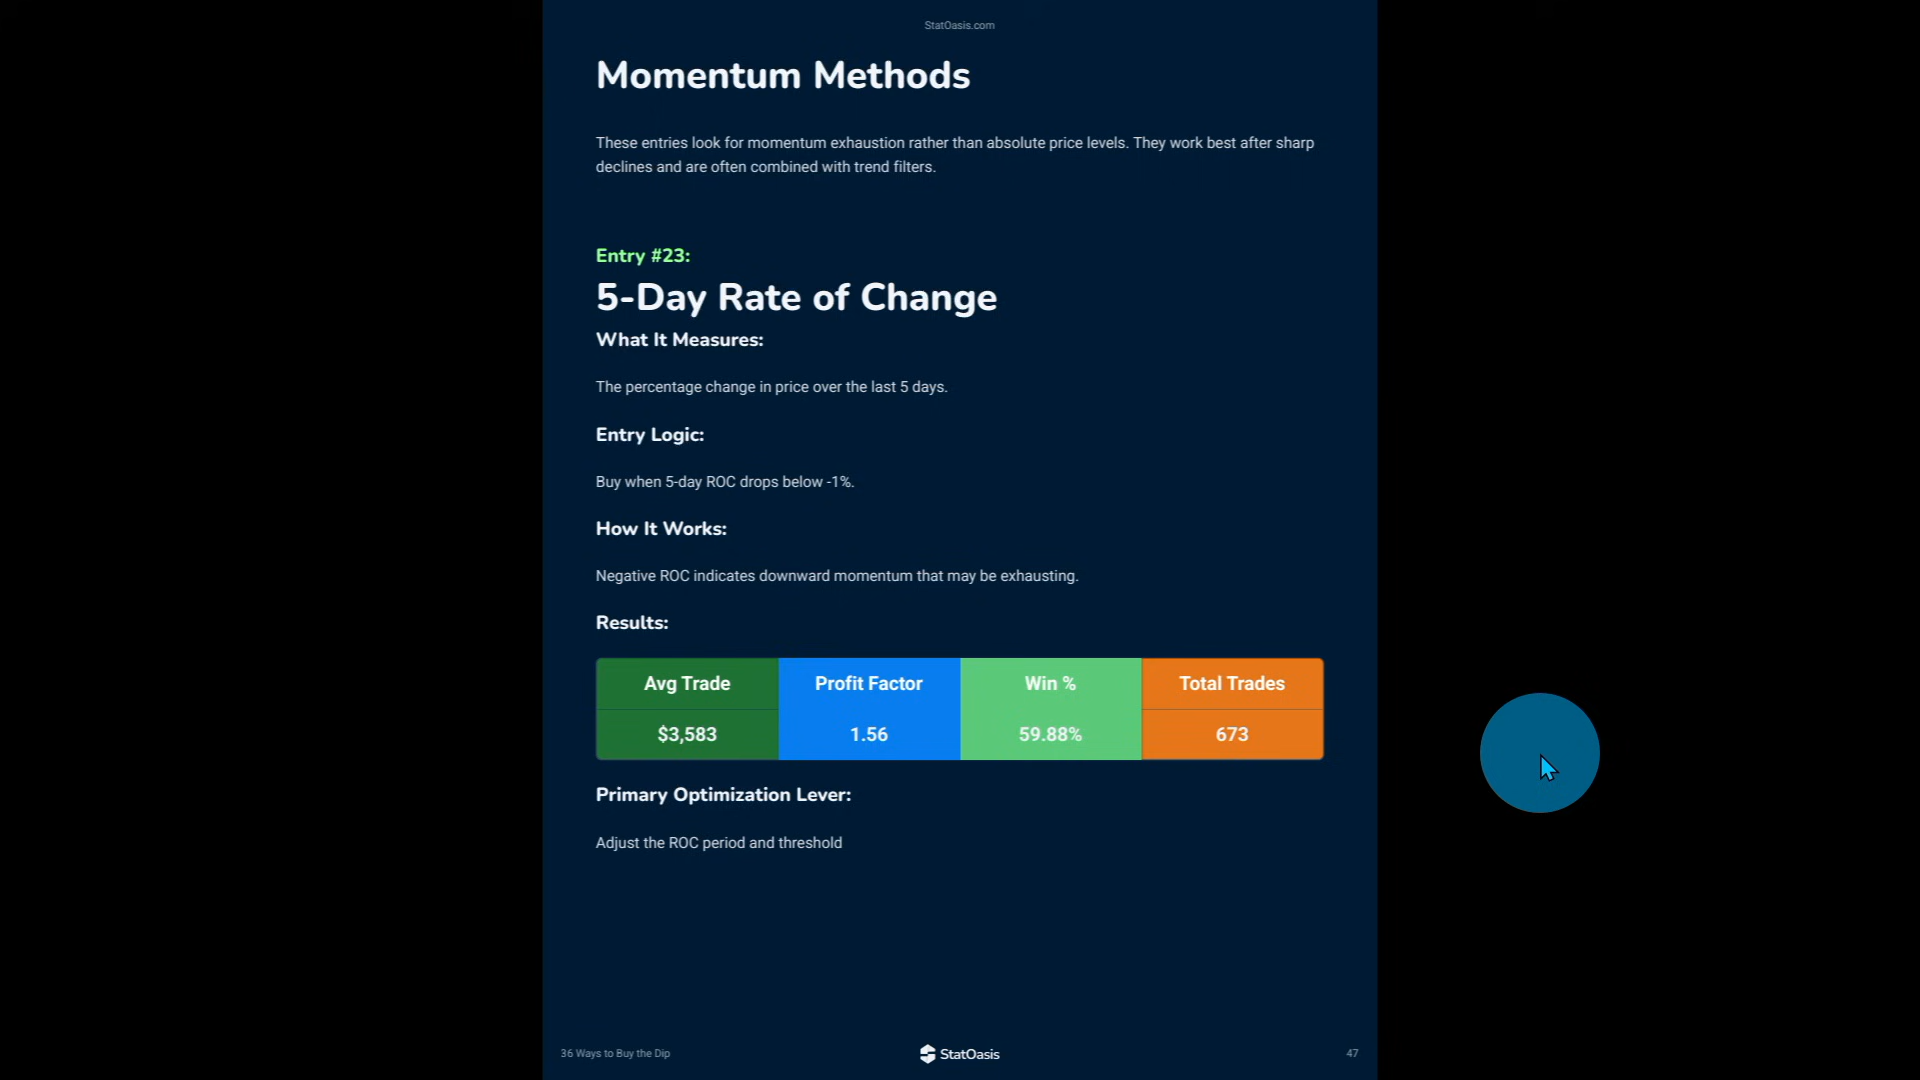 StatOasis.com
Momentum Methods
These entries look for momentum exhaustion rather than absolute price levels. They work best after sharp
declines and are often combined with trend filters.
Entry #23:
5-Day Rate of Change
What It Measures:
The percentage change in price over the last 5 days.
Entry Logic:
Buy when 5-day ROC drops below -1%.
How It Works:
Negative ROC indicates downward momentum that may be exhausting.
Results:
Avg Trade Profit Factor Win % Total Trades
$3,583 1.56 59.88% 673
Primary Optimization Lever:
Adjust the ROC period and threshold
36 Ways to Buy the Dip StatOasis 47